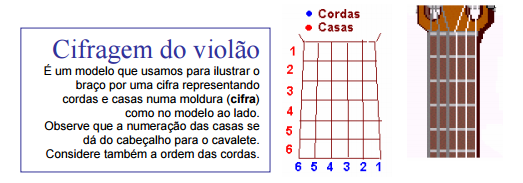 Cifragem do violão
É um modelo que usamos para ilustrar o
braço por uma cifra representando
cordas e casas numa moldura (cifra)
como no modelo ao lado.
Observe que a numeração das casas se
dá do cabeçalho para o cavalete.
Considere também a ordem das cordas.
Cordas
Casas
1
2
3
4
5
6
6 5 4 3 2 1